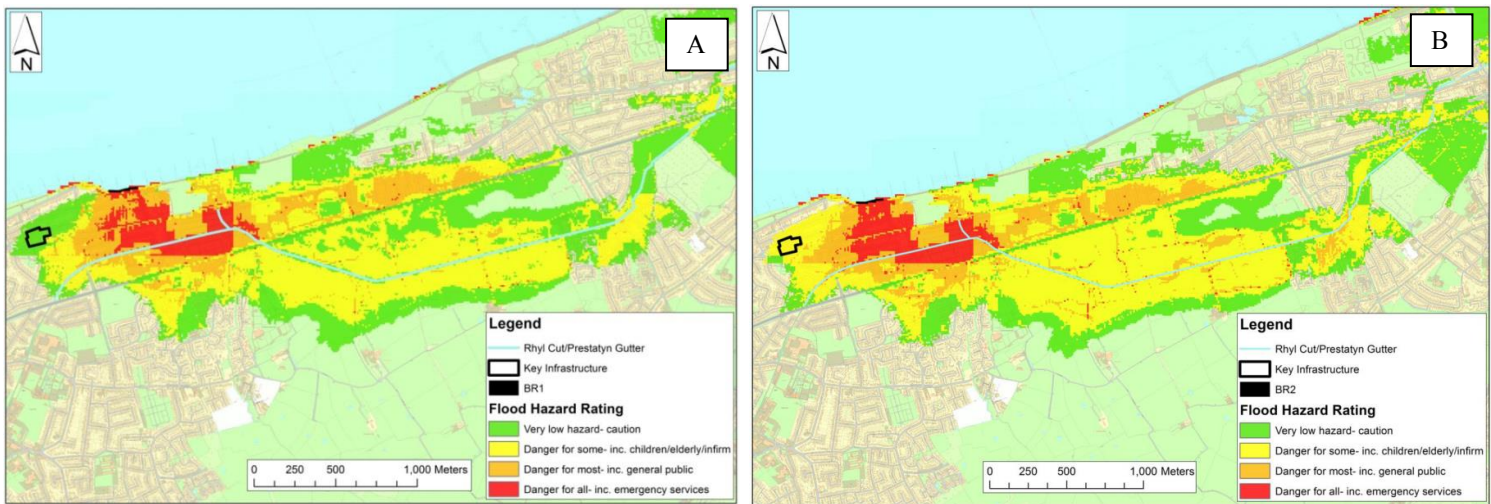 A
N
Legend
Rhyl Cut/Prestatyn Gutter
Key Infrastructure
BR1
Flood Hazard Rating
Very low hazard- caution
Danger for some- inc. children/elderly/infirm
Danger for most- inc. general public
Danger for all- inc. emergency services
0 250 500 1,000 Meters
B
N
Legend
Rhyl Cut/Prestatyn Gutter
Key Infrastructure
BR2
Flood Hazard Rating
Very low hazard- caution
Danger for some- inc. children/elderly/infirm
Danger for most- inc. general public
Danger for all- inc. emergency services
0 250 500 1,000 Meters